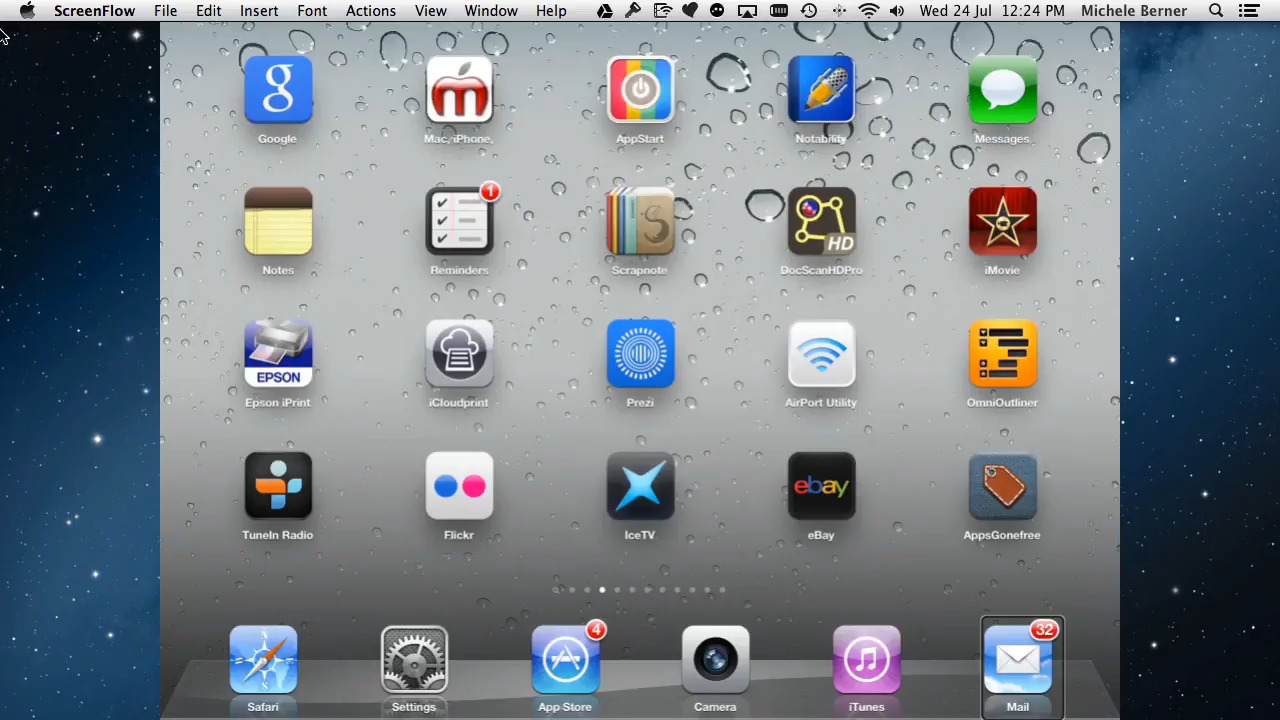 ScreenFlow File Edit Insert Font Actions View Window Help Wed 24 Jul 12:24 PM Michele Berner
g
Google
m
Mac, iPhone,
AppStart
Notability
Messages
Notes
1
Reminders
S
Scrapnote
HD
DocScanHDPro
iMovie
EPSON
Epson iPrint
iCloudprint
Prezi
AirPort Utility
OmniOutliner
TuneIn Radio
Flickr
IceTV
ebay
eBay
AppsGonefree
Safari
Settings
4
App Store
Camera
iTunes
32
Mail